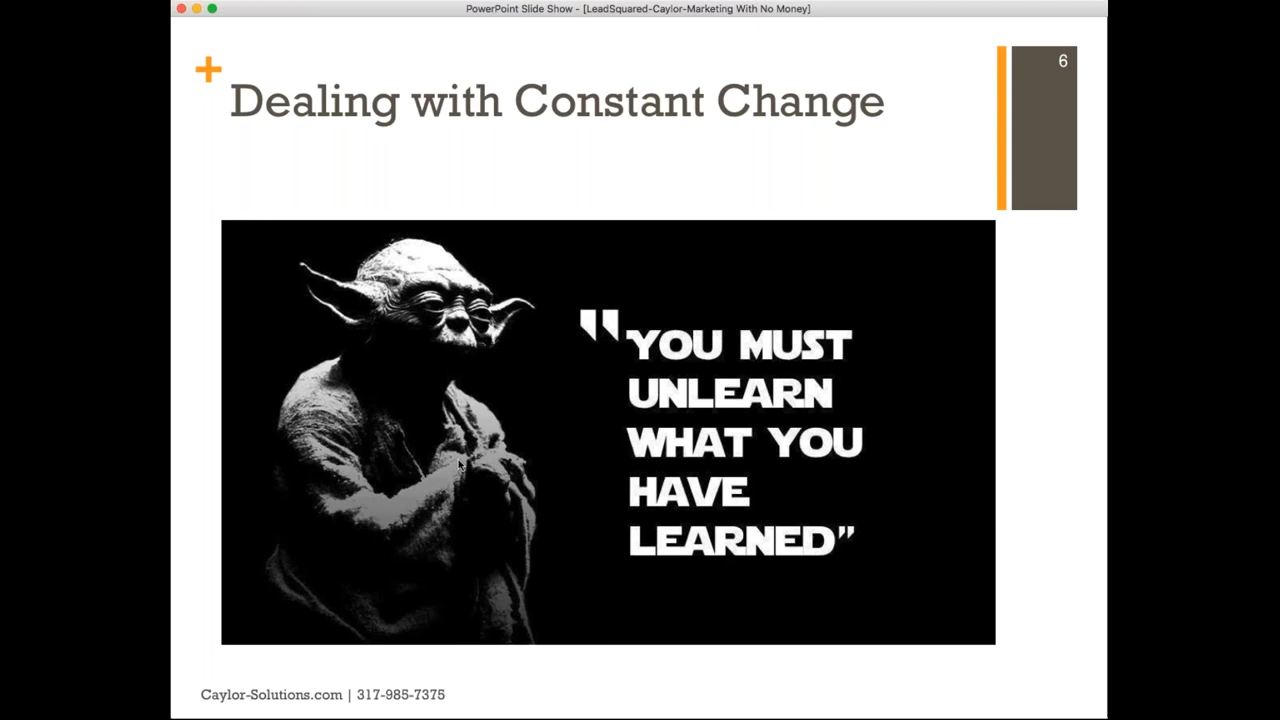 PowerPoint Slide Show - [LeadSquared-Caylor-Marketing With No Money]
6
+
Dealing with Constant Change
"YOU MUST
UNLEARN
WHAT YOU
HAVE
LEARNED"
Caylor-Solutions.com | 317-985-7375